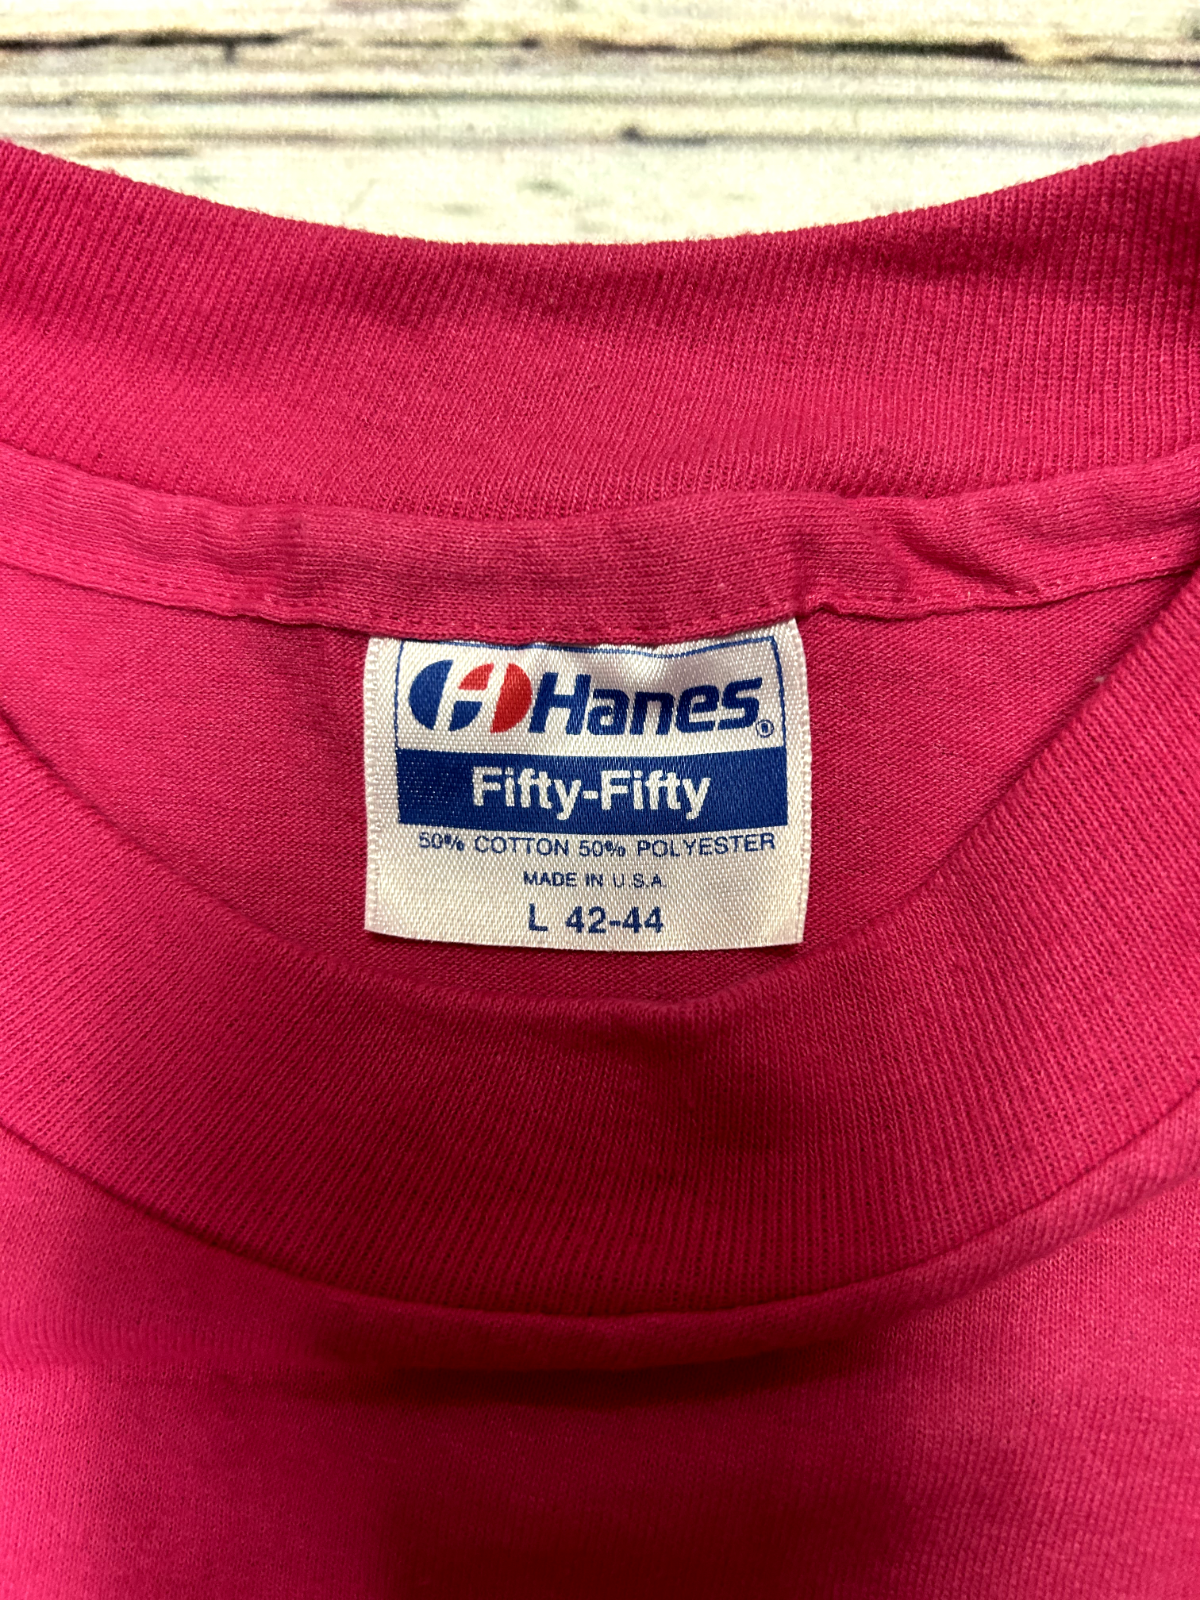 Hanes®
Fifty-Fifty
50% COTTON 50% POLYESTER
MADE IN U.S.A.
L 42-44